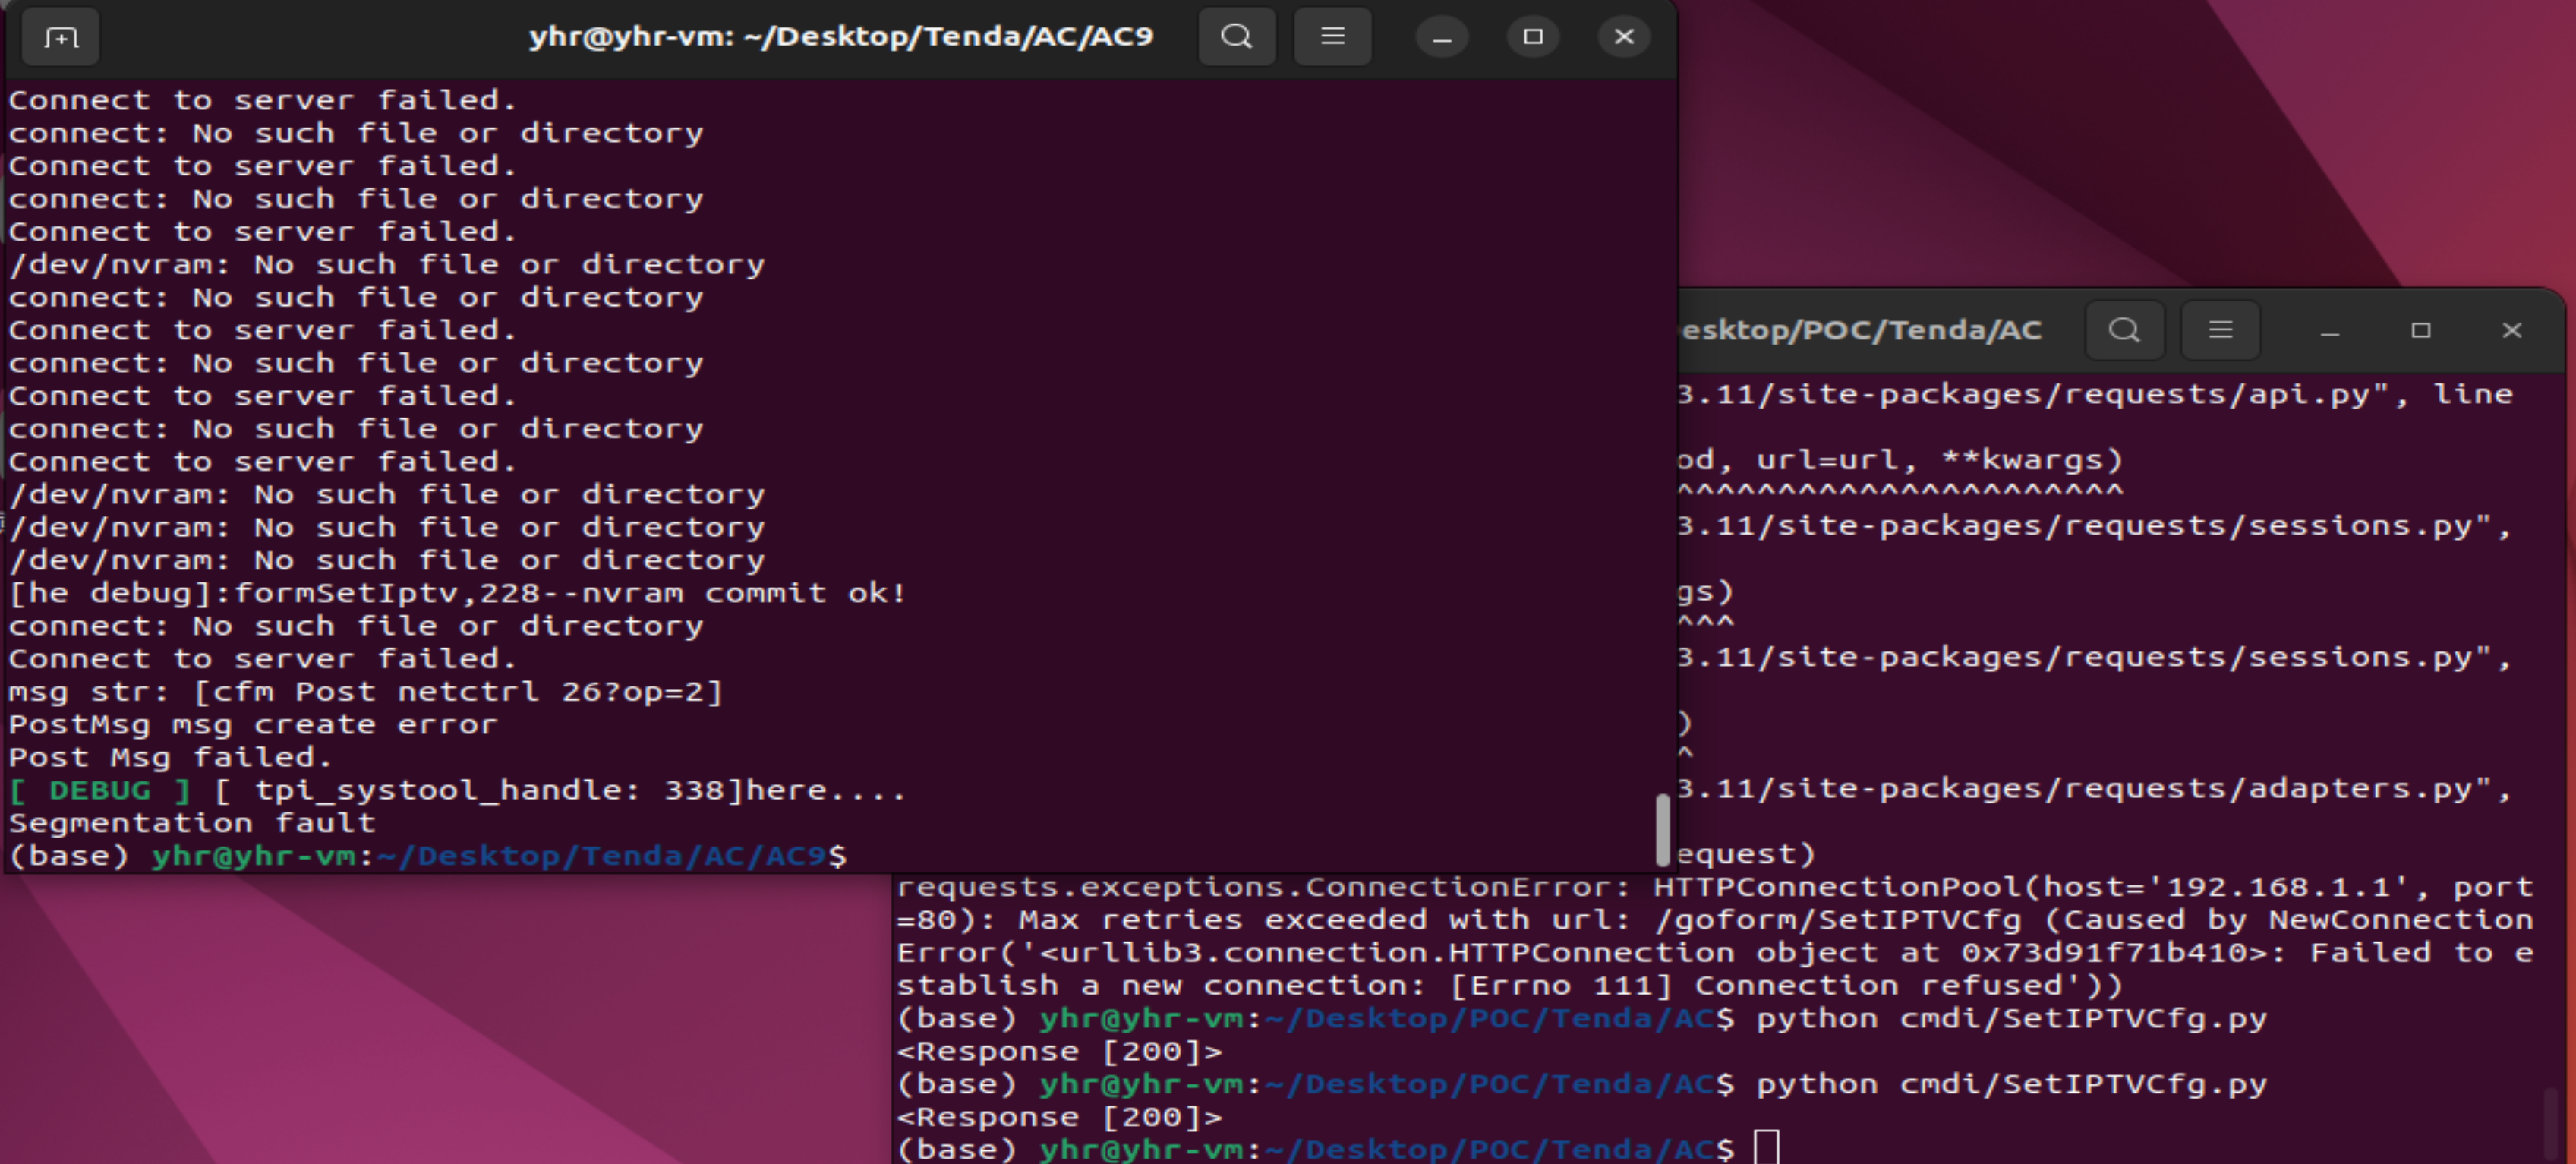 yhr@yhr-vm: ~/Desktop/Tenda/AC/AC9
Connect to server failed.
connect: No such file or directory
Connect to server failed.
connect: No such file or directory
Connect to server failed.
/dev/nvram: No such file or directory
connect: No such file or directory
Connect to server failed.
connect: No such file or directory
Connect to server failed.
connect: No such file or directory
Connect to server failed.
/dev/nvram: No such file or directory
/dev/nvram: No such file or directory
/dev/nvram: No such file or directory
[he debug]:formSetIptv,228--nvram commit ok!
connect: No such file or directory
Connect to server failed.
msg str: [cfm Post netctrl 26?op=2]
PostMsg msg create error
Post Msg failed.
[ DEBUG ] [ tpi_systool_handle: 338]here....
Segmentation fault
(base) yhr@yhr-vm:~/Desktop/Tenda/AC/AC9$
esktop/POC/Tenda/AC
3.11/site-packages/requests/api.py", line
od, url=url, **kwargs)
^^^^^^^^^^^^^^^^^^^^^^
3.11/site-packages/requests/sessions.py",
gs)
^^^
3.11/site-packages/requests/sessions.py",
)
^
3.11/site-packages/requests/adapters.py",
equest)
requests.exceptions.ConnectionError: HTTPConnectionPool(host='192.168.1.1', port
=80): Max retries exceeded with url: /goform/SetIPTVCfg (Caused by NewConnection
Error('<urllib3.connection.HTTPConnection object at 0x73d91f71b410>: Failed to e
stablish a new connection: [Errno 111] Connection refused'))
(base) yhr@yhr-vm:~/Desktop/POC/Tenda/AC$ python cmdi/SetIPTVCfg.py
<Response [200]>
(base) yhr@yhr-vm:~/Desktop/POC/Tenda/AC$ python cmdi/SetIPTVCfg.py
<Response [200]>
(base) yhr@yhr-vm:~/Desktop/POC/Tenda/AC$